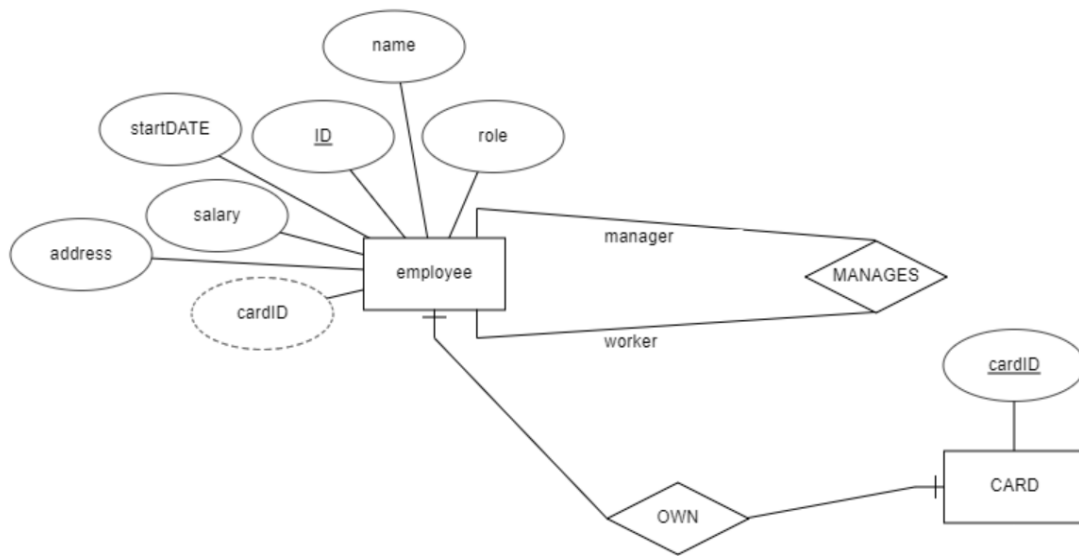 name
startDATE
ID
role
salary
manager
address
employee
MANAGES
cardID
worker
cardID
CARD
OWN